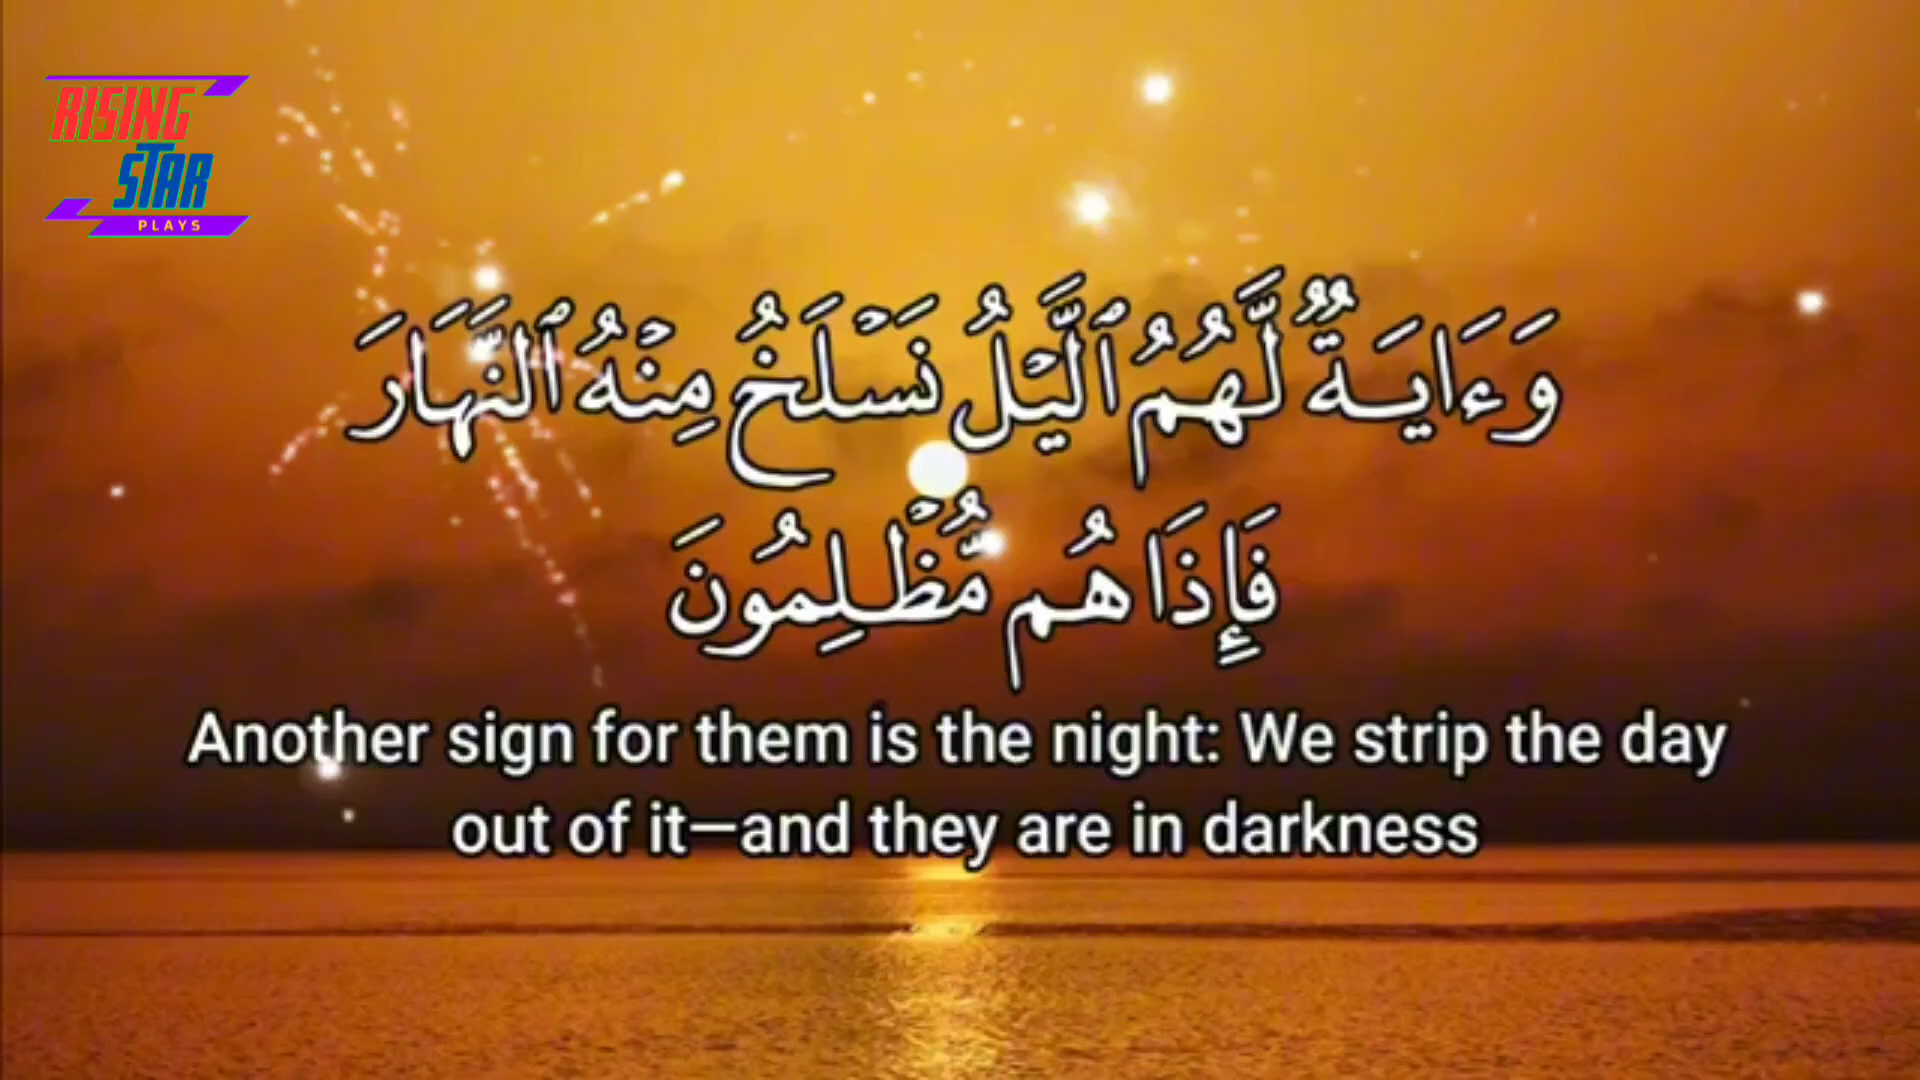 RISING
STAR
PLAYS
وَءَايَةٌ لَّهُمُ ٱلَّيْلُ نَسْلَخُ مِنْهُ ٱلنَّهَارَ
فَإِذَا هُم مُّظْلِمُونَ
Another sign for them is the night: We strip the day
out of it—and they are in darkness